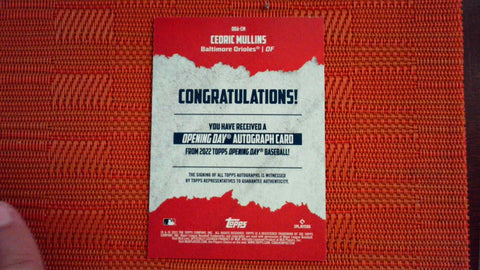 ODA-CM
CEDRIC MULLINS
Baltimore Orioles® | OF
CONGRATULATIONS!
YOU HAVE RECEIVED A
OPENING DAY® AUTOGRAPH CARD
FROM 2022 TOPPS OPENING DAY® BASEBALL!
THE SIGNING OF ALL TOPPS AUTOGRAPHS IS WITNESSED
BY TOPPS REPRESENTATIVES TO GUARANTEE AUTHENTICITY.
Topps
PLAYERS